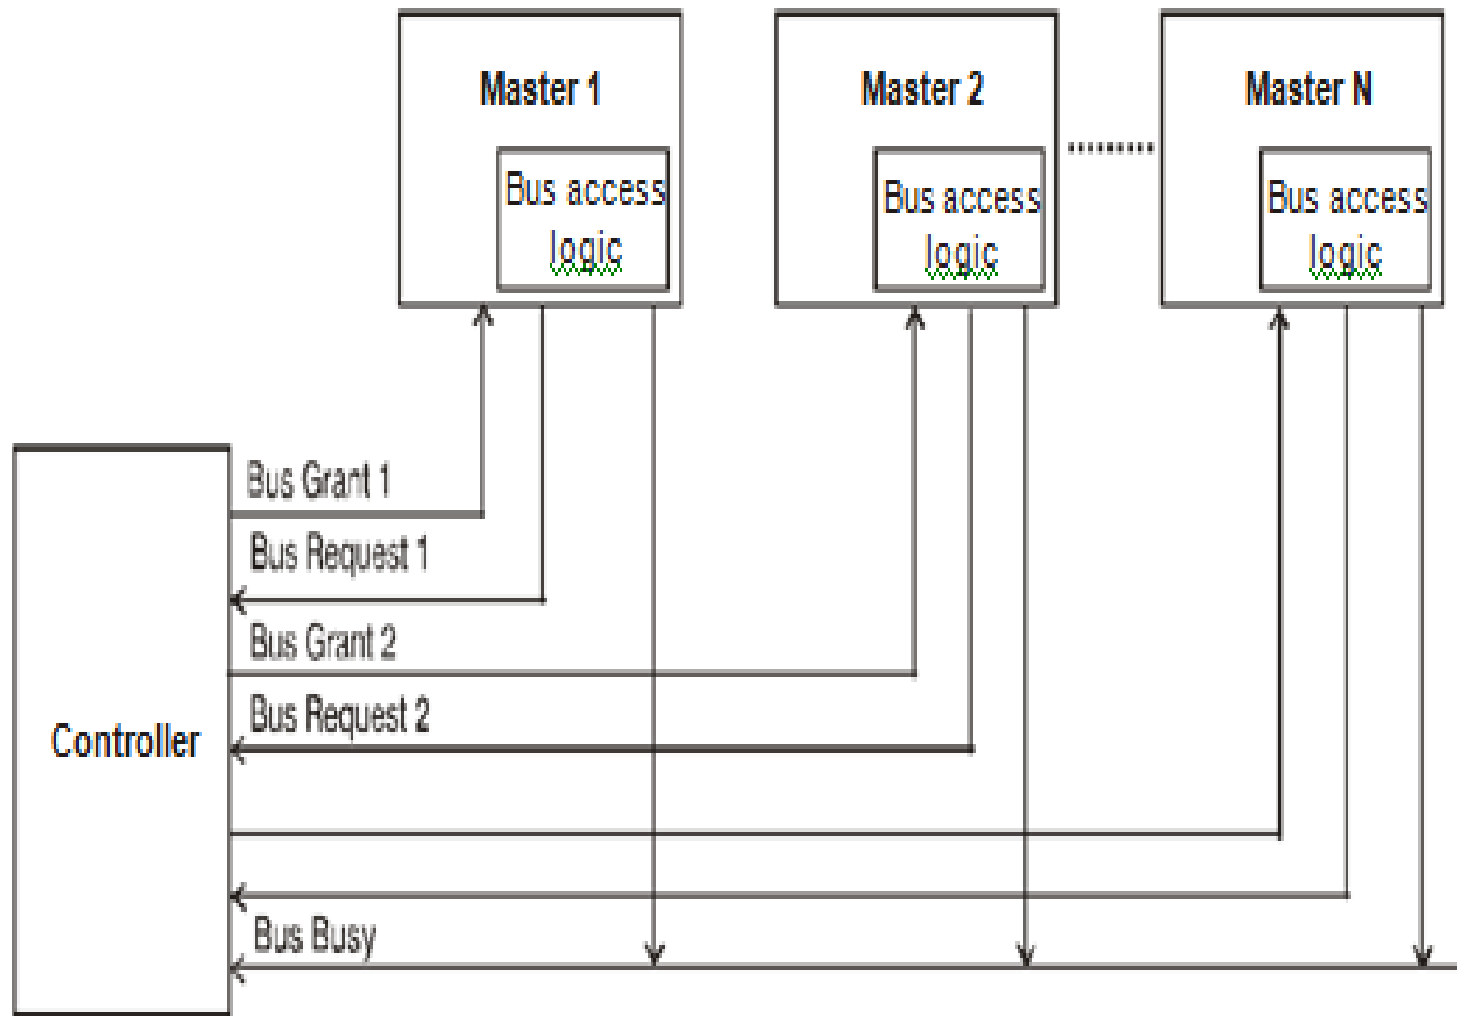 Master 1
Master 2
Master N
Bus access
logic
Bus access
logic
Bus access
logic
Bus Grant 1
Bus Request 1
Bus Grant 2
Bus Request 2
Controller
Bus Busy